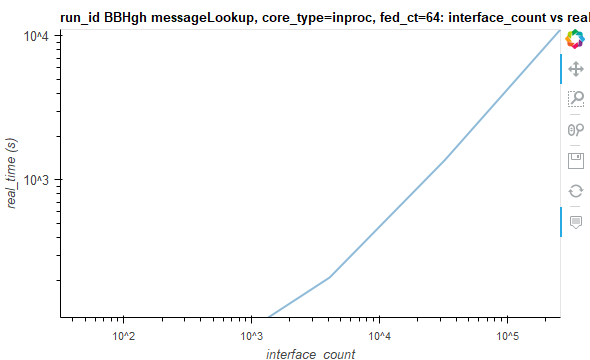 run_id BBHgh messageLookup, core_type=inproc, fed_ct=64: interface_count vs real
10^4
10^3
real_time (s)
10^2
10^3
10^4
10^5
interface_count